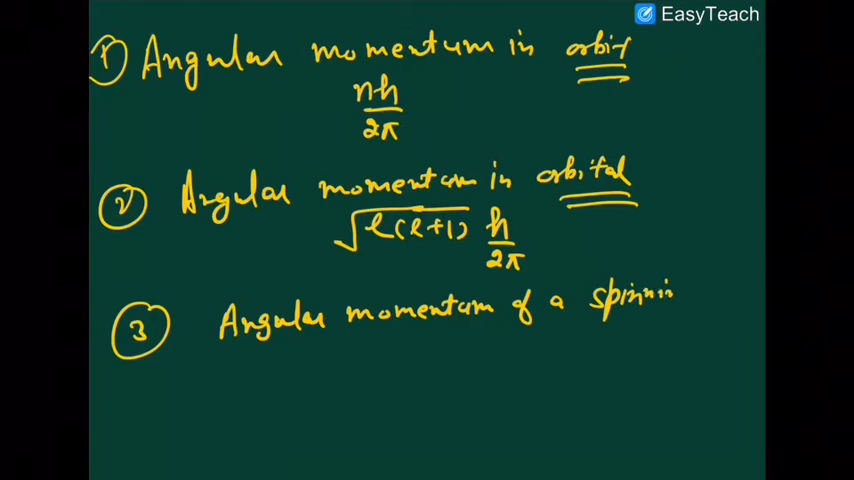 EasyTeach
① Angular momentum in orbit
nh
2π
② Angular momentum in orbital
√l(l+1) h
2π
③ Angular momentum of a spinnin